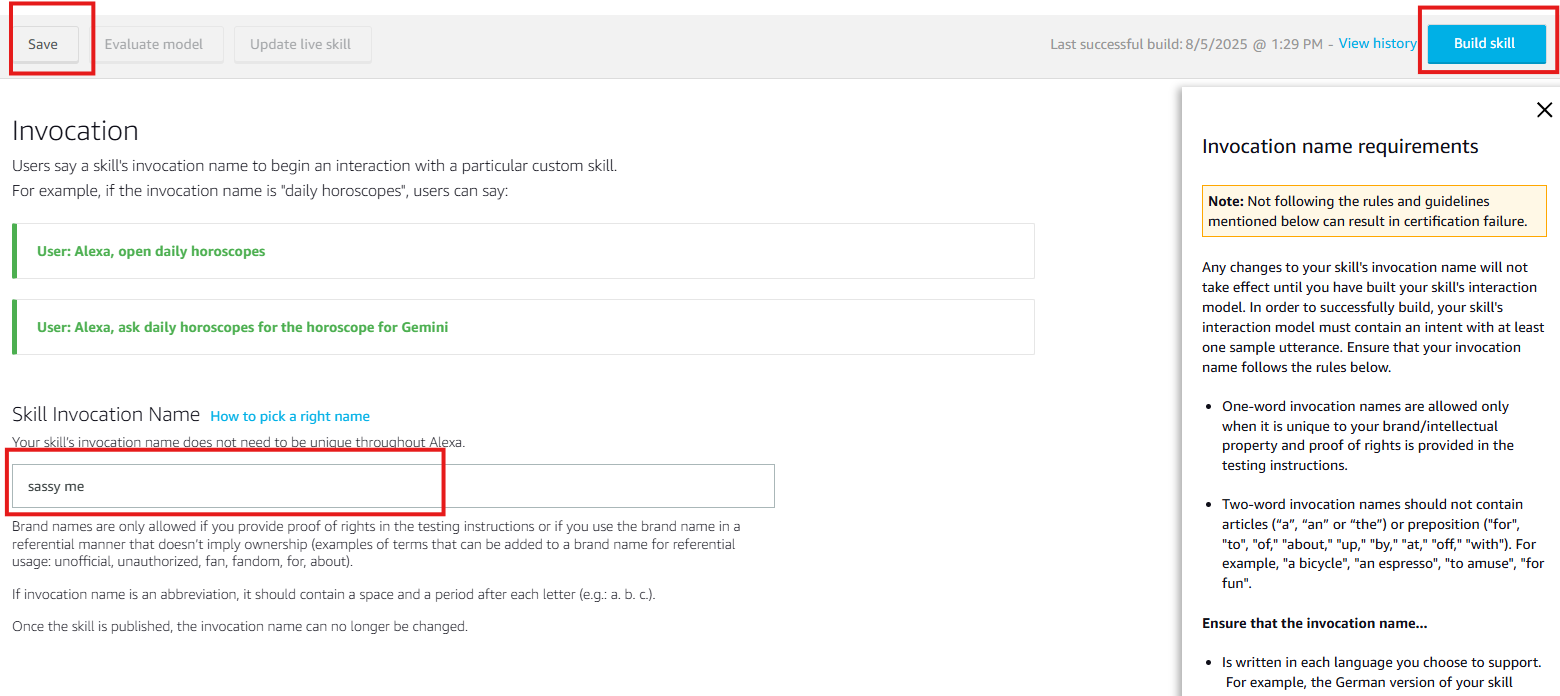 Save
Evaluate model
Update live skill
Last successful build: 8/5/2025 @ 1:29 PM - View history
Build skill
Invocation
Users say a skill's invocation name to begin an interaction with a particular custom skill.
For example, if the invocation name is "daily horoscopes", users can say:
User: Alexa, open daily horoscopes
User: Alexa, ask daily horoscopes for the horoscope for Gemini
Skill Invocation Name How to pick a right name
Your skill's invocation name does not need to be unique throughout Alexa.
sassy me
Brand names are only allowed if you provide proof of rights in the testing instructions or if you use the brand name in a
referential manner that doesn't imply ownership (examples of terms that can be added to a brand name for referential
usage: unofficial, unauthorized, fan, fandom, for, about).
If invocation name is an abbreviation, it should contain a space and a period after each letter (e.g.: a. b. c.).
Once the skill is published, the invocation name can no longer be changed.
Invocation name requirements
Note: Not following the rules and guidelines
mentioned below can result in certification failure.
Any changes to your skill's invocation name will not
take effect until you have built your skill's interaction
model. In order to successfully build, your skill's
interaction model must contain an intent with at least
one sample utterance. Ensure that your invocation
name follows the rules below.
• One-word invocation names are allowed only
when it is unique to your brand/intellectual
property and proof of rights is provided in the
testing instructions.
• Two-word invocation names should not contain
articles (“a”, “an” or “the”) or preposition ("for",
"to", "of," "about," "up," "by," "at," "off," "with"). For
example, "a bicycle", "an espresso", "to amuse", "for
fun".
Ensure that the invocation name...
• Is written in each language you choose to support.
For example, the German version of your skill